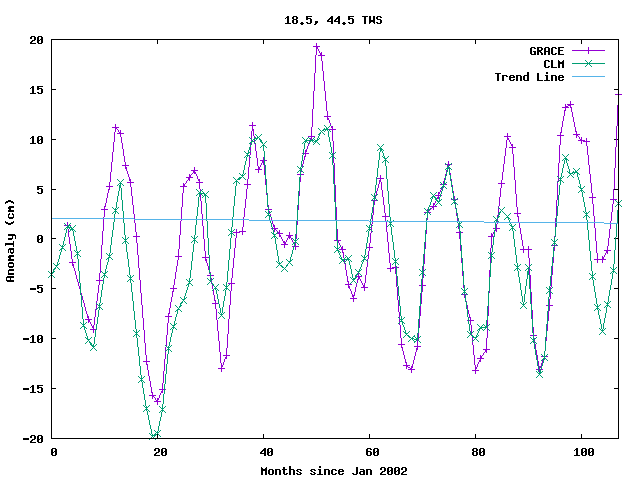 18.5, 44.5 TWS
GRACE
CLM
Trend Line
20
15
10
5
0
-5
-10
-15
-20
Anomaly (cm)
0 20 40 60 80 100
Months since Jan 2002